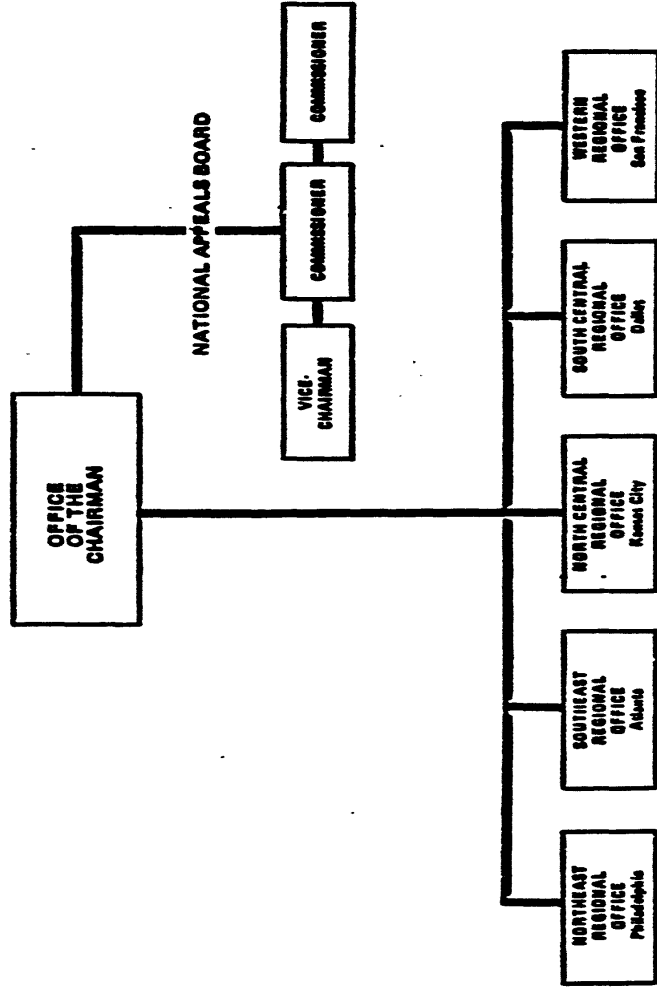 OFFICE
OF THE
CHAIRMAN
NATIONAL APPEALS BOARD
VICE-
CHAIRMAN
COMMISSIONER
COMMISSIONER
NORTHEAST
REGIONAL
OFFICE
Philadelphia
SOUTHEAST
REGIONAL
OFFICE
Atlanta
NORTH CENTRAL
REGIONAL
OFFICE
Kansas City
SOUTH CENTRAL
REGIONAL
OFFICE
Dallas
WESTERN
REGIONAL
OFFICE
San Francisco